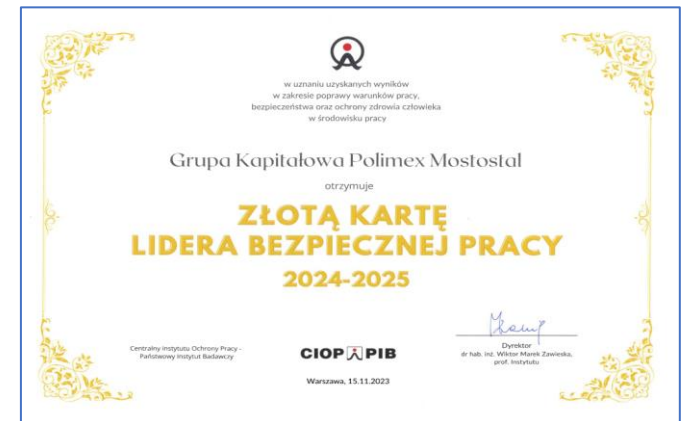 w uznaniu uzyskanych wyników
w zakresie poprawy warunków pracy,
bezpieczeństwa oraz ochrony zdrowia człowieka
w środowisku pracy
Grupa Kapitałowa Polimex Mostostal
otrzymuje
ZŁOTĄ KARTĘ
LIDERA BEZPIECZNEJ PRACY
2024-2025
Centralny Instytutu Ochrony Pracy -
Państwowy Instytut Badawczy
CIOP PIB
Warszawa, 15.11.2023
Dyrektor
dr hab. inż. Wiktor Marek Zawieska,
prof. Instytutu